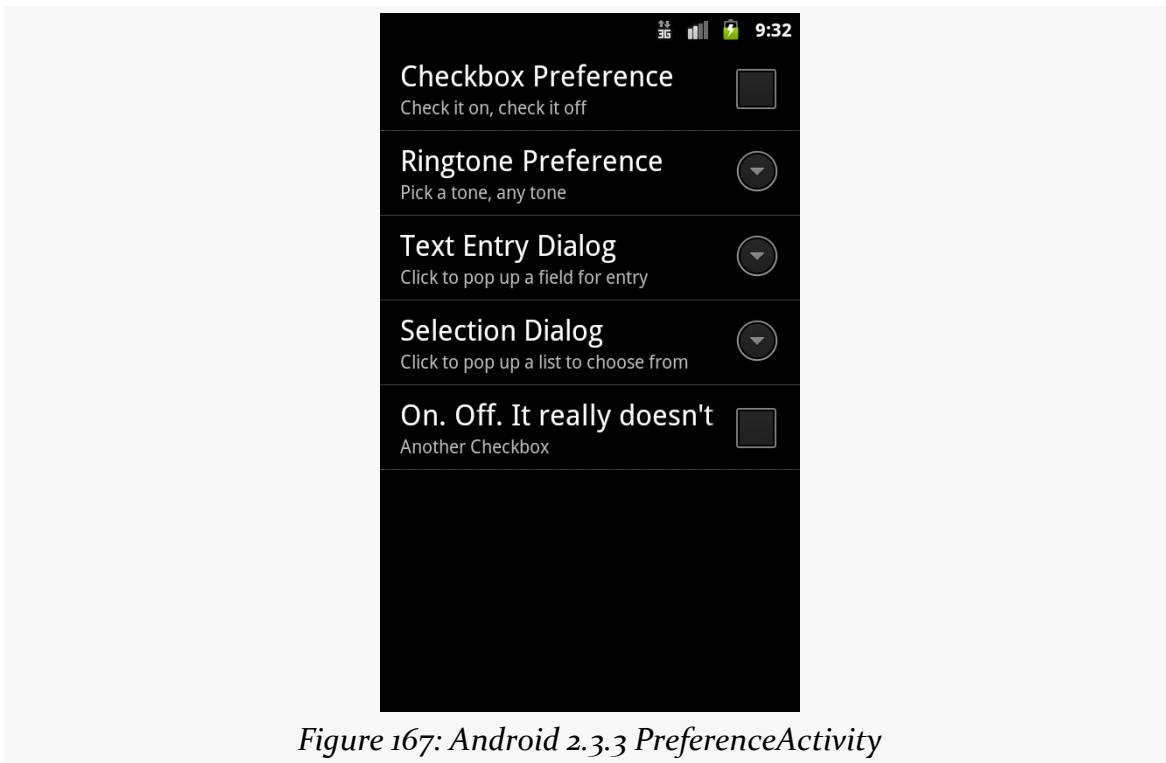 3G 9:32
Checkbox Preference
Check it on, check it off
Ringtone Preference
Pick a tone, any tone
Text Entry Dialog
Click to pop up a field for entry
Selection Dialog
Click to pop up a list to choose from
On. Off. It really doesn't
Another Checkbox
Figure 167: Android 2.3.3 PreferenceActivity